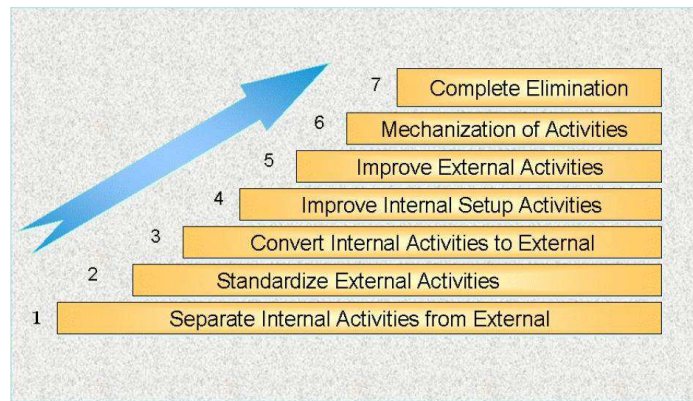 7 Complete Elimination
6 Mechanization of Activities
5 Improve External Activities
4 Improve Internal Setup Activities
3 Convert Internal Activities to External
2 Standardize External Activities
1 Separate Internal Activities from External